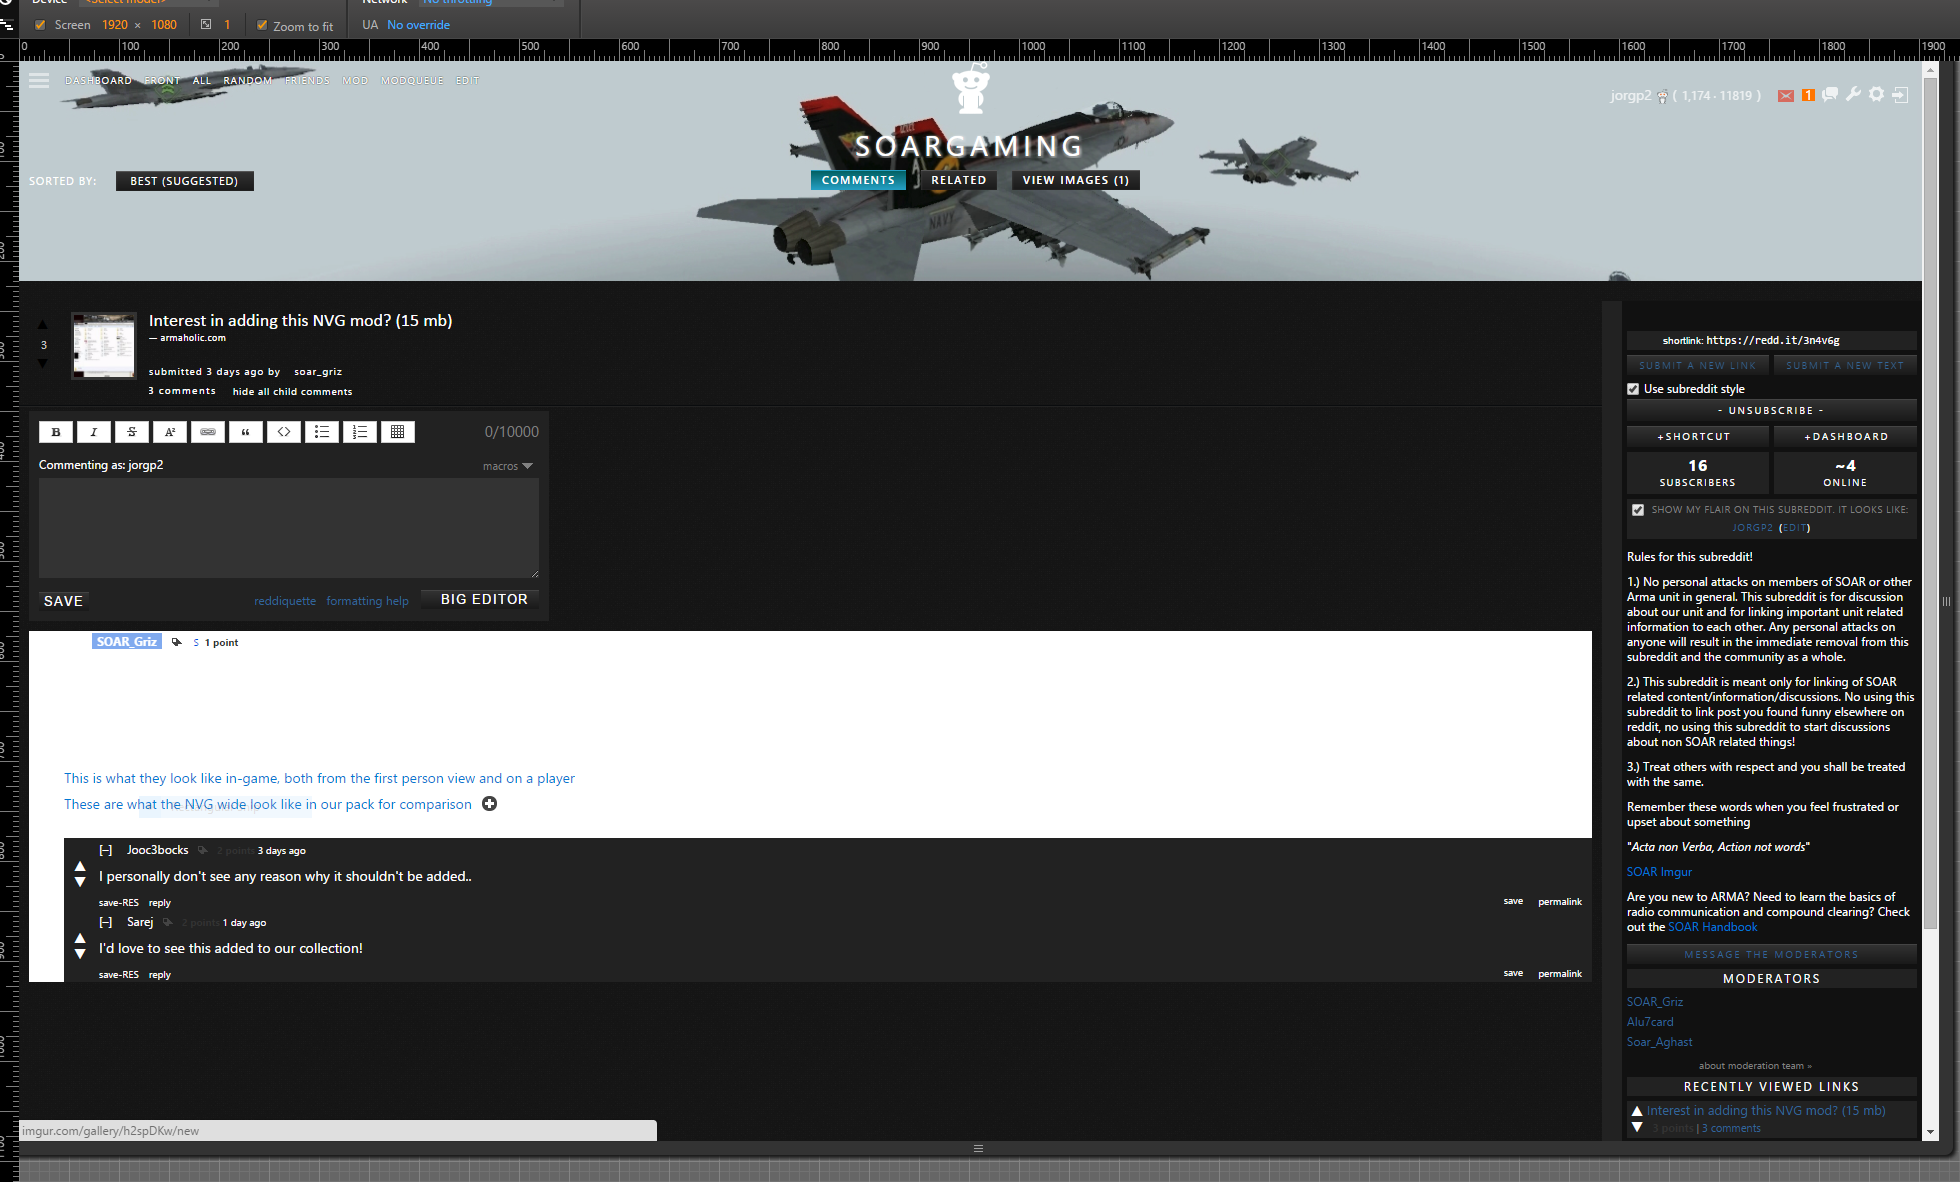 Device <Select model> Network No throttling
Screen 1920 × 1080 1 Zoom to fit UA No override
0 100 200 300 400 500 600 700 800 900 1000 1100 1200 1300 1400 1500 1600 1700 1800 1900
DASHBOARD FRONT ALL RANDOM FRIENDS MOD MODQUEUE EDIT
jorgp2 ( 1,174 - 11819 ) 1
SOARGAMING
SORTED BY: BEST (SUGGESTED)
COMMENTS RELATED VIEW IMAGES (1)
NAVY
3
Interest in adding this NVG mod? (15 mb)
— armaholic.com
submitted 3 days ago by soar_griz
3 comments hide all child comments
B I S A² “ <> 0/10000
Commenting as: jorgp2 macros
SAVE reddiquette formatting help BIG EDITOR
SOAR_Griz S 1 point
This is what they look like in-game, both from the first person view and on a player
These are what the NVG wide look like in our pack for comparison
[–] Jooc3bocks 2 points 3 days ago
I personally don't see any reason why it shouldn't be added..
save-RES reply save permalink
[–] Sarej 2 points 1 day ago
I'd love to see this added to our collection!
save-RES reply save permalink
imgur.com/gallery/h2spDKw/new
shortlink: https://redd.it/3n4v6g
SUBMIT A NEW LINK SUBMIT A NEW TEXT
Use subreddit style
- UNSUBSCRIBE -
+SHORTCUT +DASHBOARD
16 ~4
SUBSCRIBERS ONLINE
SHOW MY FLAIR ON THIS SUBREDDIT. IT LOOKS LIKE:
JORGP2 (EDIT)
Rules for this subreddit!
1.) No personal attacks on members of SOAR or other
Arma unit in general. This subreddit is for discussion
about our unit and for linking important unit related
information to each other. Any personal attacks on
anyone will result in the immediate removal from this
subreddit and the community as a whole.
2.) This subreddit is meant only for linking of SOAR
related content/information/discussions. No using this
subreddit to link post you found funny elsewhere on
reddit, no using this subreddit to start discussions
about non SOAR related things!
3.) Treat others with respect and you shall be treated
with the same.
Remember these words when you feel frustrated or
upset about something
"Acta non Verba, Action not words"
SOAR Imgur
Are you new to ARMA? Need to learn the basics of
radio communication and compound clearing? Check
out the SOAR Handbook
MESSAGE THE MODERATORS
MODERATORS
SOAR_Griz
Alu7card
Soar_Aghast
about moderation team »
RECENTLY VIEWED LINKS
Interest in adding this NVG mod? (15 mb)
3 points | 3 comments